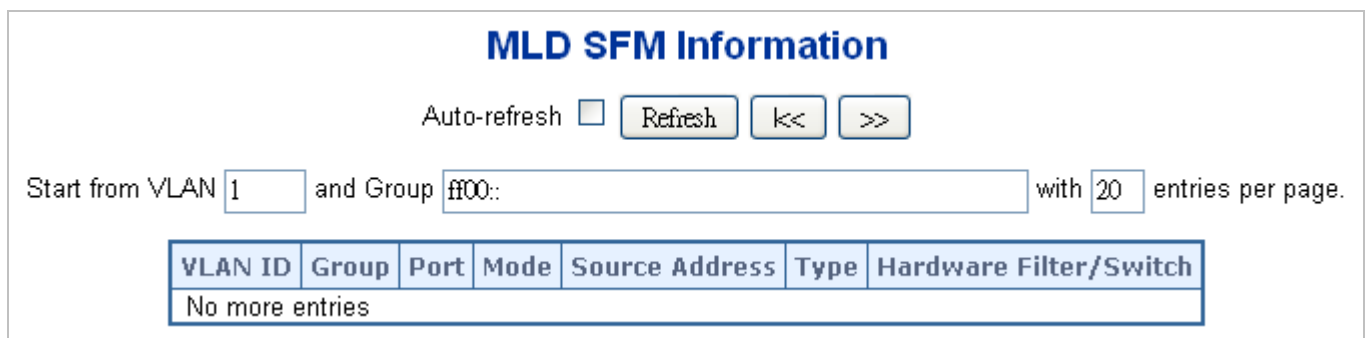 MLD SFM Information
Auto-refresh Refresh |<< >>
Start from VLAN 1 and Group ff00:: with 20 entries per page.
VLAN ID Group Port Mode Source Address Type Hardware Filter/Switch
No more entries